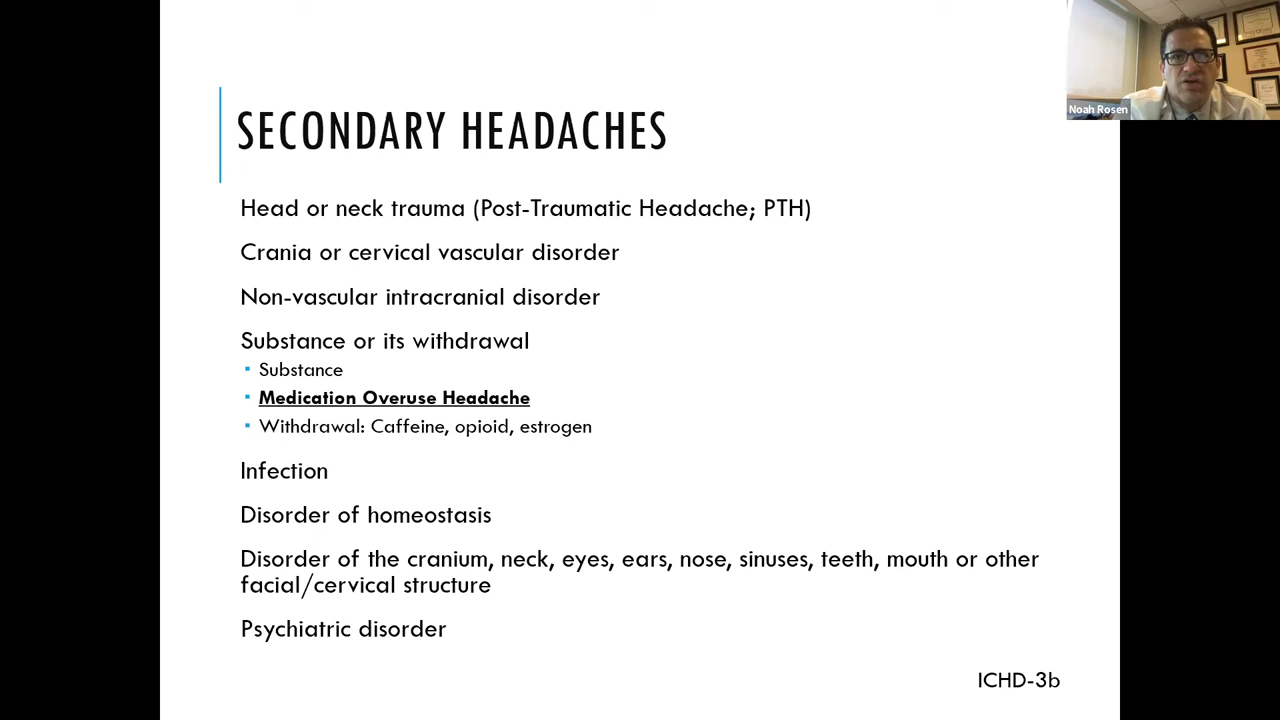 Noah Rosen
SECONDARY HEADACHES
Head or neck trauma (Post-Traumatic Headache; PTH)
Crania or cervical vascular disorder
Non-vascular intracranial disorder
Substance or its withdrawal
▪ Substance
▪ Medication Overuse Headache
▪ Withdrawal: Caffeine, opioid, estrogen
Infection
Disorder of homeostasis
Disorder of the cranium, neck, eyes, ears, nose, sinuses, teeth, mouth or other
facial/cervical structure
Psychiatric disorder
ICHD-3b